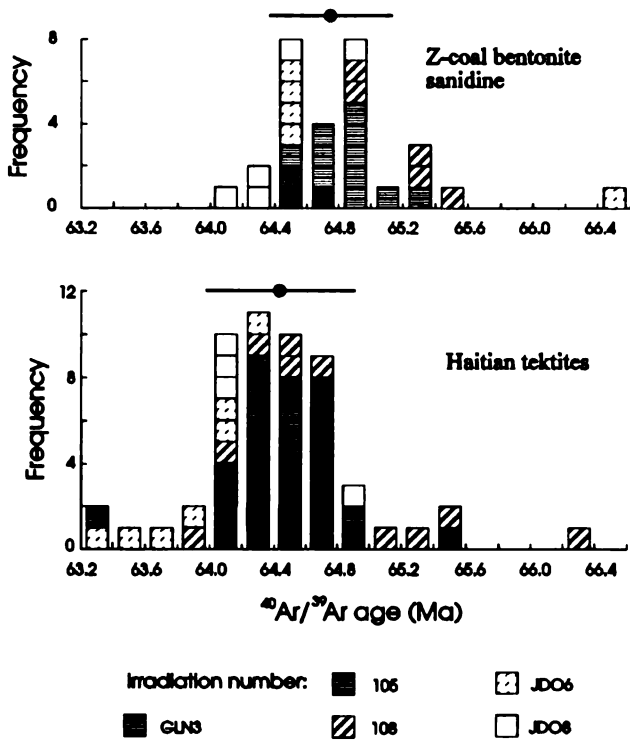 8
Z-coal bentonite
sanidine
Frequency
4
0
63.2 63.6 64.0 64.4 64.8 65.2 65.6 66.0 66.4
12
Haitian tektites
8
Frequency
4
0
63.2 63.6 64.0 64.4 64.8 65.2 65.6 66.0 66.4
⁴⁰Ar/³⁹Ar age (Ma)
Irradiation number: 105 JDO6
GLN3 108 JDO8